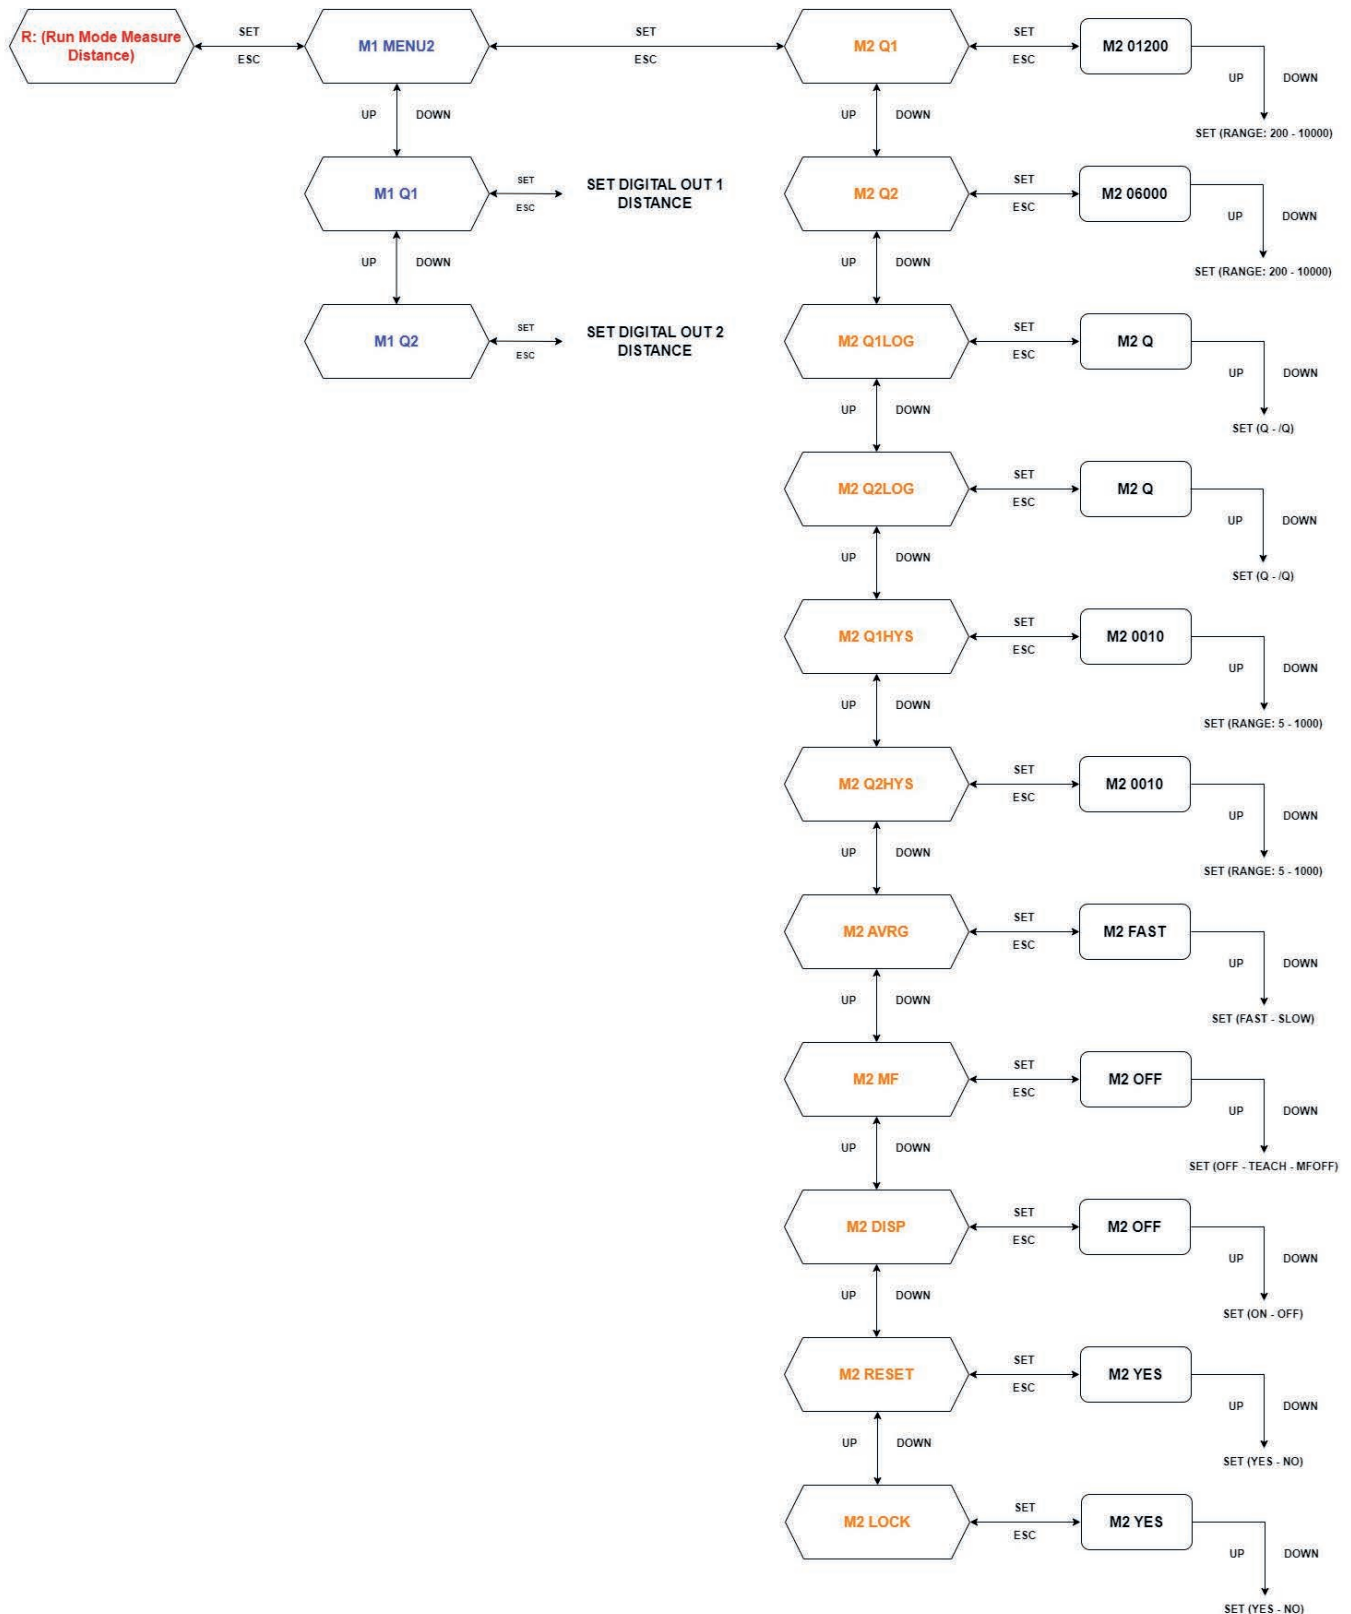 R: (Run Mode Measure
Distance)
SET
ESC
M1 MENU2
SET
ESC
M2 Q1
SET
ESC
M2 01200
UP DOWN
SET (RANGE: 200 - 10000)
UP DOWN
UP DOWN
M1 Q1
SET
ESC
SET DIGITAL OUT 1
DISTANCE
M2 Q2
SET
ESC
M2 06000
UP DOWN
SET (RANGE: 200 - 10000)
UP DOWN
UP DOWN
M1 Q2
SET
ESC
SET DIGITAL OUT 2
DISTANCE
M2 Q1LOG
SET
ESC
M2 Q
UP DOWN
SET (Q - /Q)
UP DOWN
M2 Q2LOG
SET
ESC
M2 Q
UP DOWN
SET (Q - /Q)
UP DOWN
M2 Q1HYS
SET
ESC
M2 0010
UP DOWN
SET (RANGE: 5 - 1000)
UP DOWN
M2 Q2HYS
SET
ESC
M2 0010
UP DOWN
SET (RANGE: 5 - 1000)
UP DOWN
M2 AVRG
SET
ESC
M2 FAST
UP DOWN
SET (FAST - SLOW)
UP DOWN
M2 MF
SET
ESC
M2 OFF
UP DOWN
SET (OFF - TEACH - MFOFF)
UP DOWN
M2 DISP
SET
ESC
M2 OFF
UP DOWN
SET (ON - OFF)
UP DOWN
M2 RESET
SET
ESC
M2 YES
UP DOWN
SET (YES - NO)
UP DOWN
M2 LOCK
SET
ESC
M2 YES
UP DOWN
SET (YES - NO)